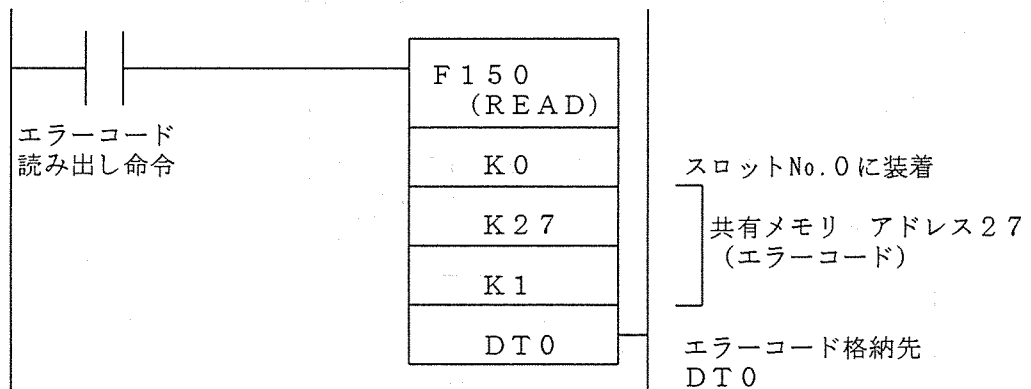 F150
(READ)
エラーコード
読み出し命令
K0
スロットNo.0に装着
K27
共有メモリ アドレス27
(エラーコード)
K1
DT0
エラーコード格納先
DT0